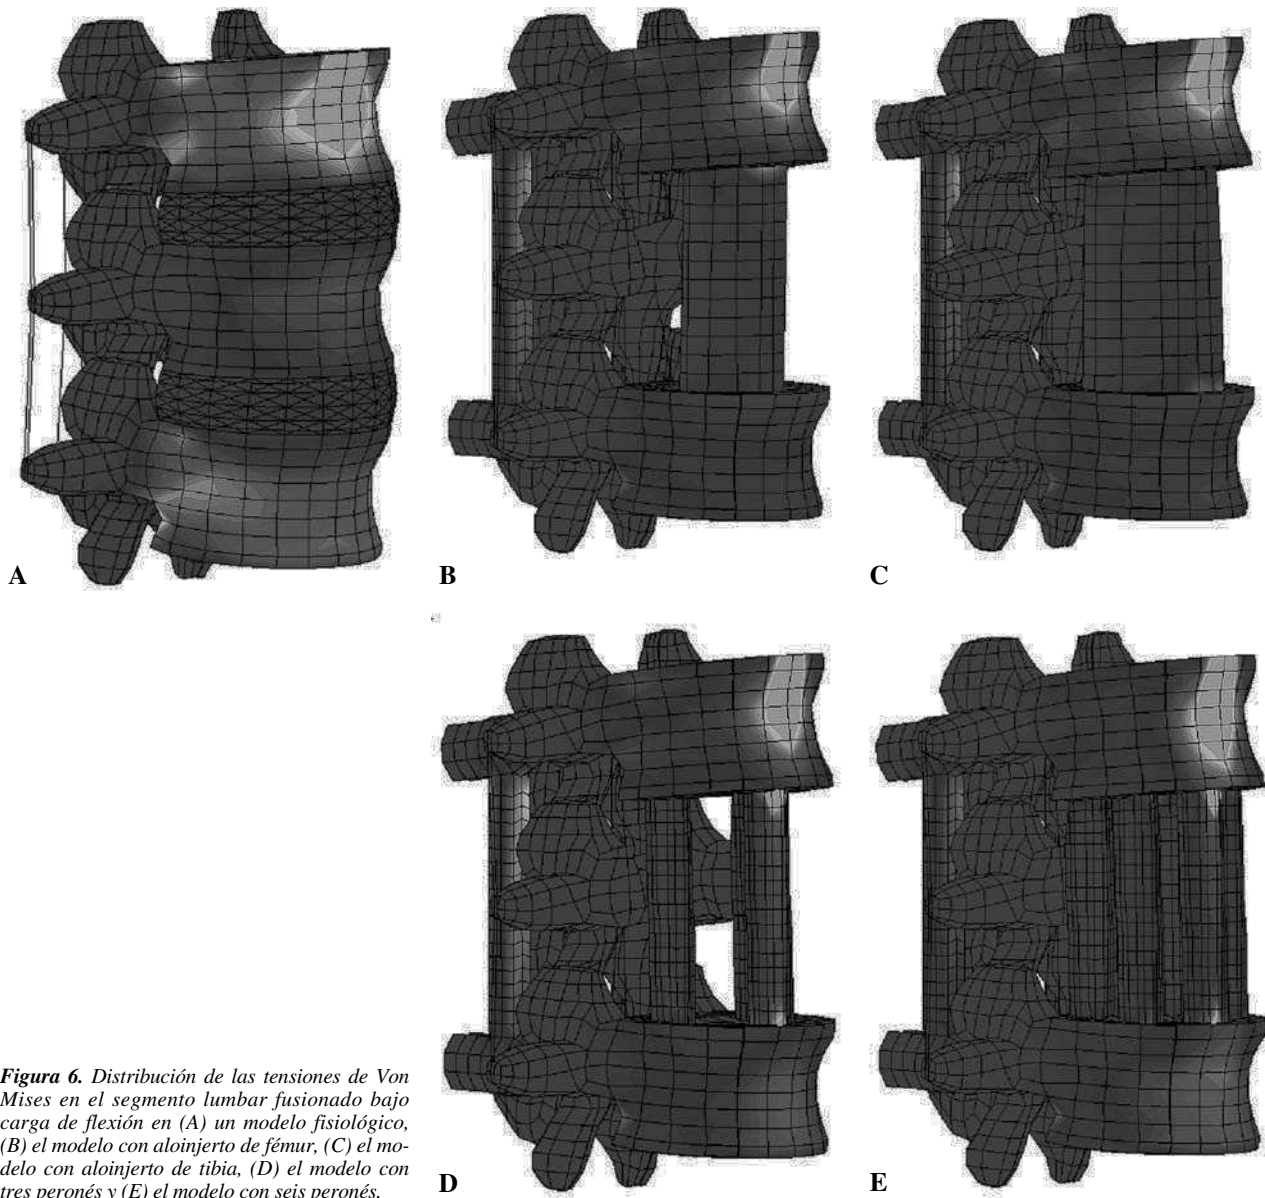 A
B
C
Figura 6. Distribución de las tensiones de Von
Mises en el segmento lumbar fusionado bajo
carga de flexión en (A) un modelo fisiológico,
(B) el modelo con aloinjerto de fémur, (C) el mo-
delo con aloinjerto de tibia, (D) el modelo con
tres peronés y (E) el modelo con seis peronés.
D
E